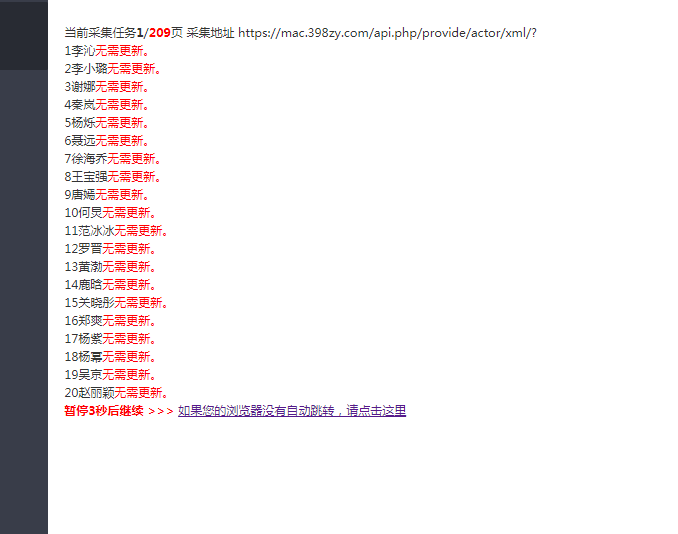 当前采集任务1/209页 采集地址 https://mac.398zy.com/api.php/provide/actor/xml/?
1李沁无需更新。
2李小璐无需更新。
3谢娜无需更新。
4秦岚无需更新。
5杨烁无需更新。
6聂远无需更新。
7徐海乔无需更新。
8王宝强无需更新。
9唐嫣无需更新。
10何炅无需更新。
11范冰冰无需更新。
12罗晋无需更新。
13黄渤无需更新。
14鹿晗无需更新。
15关晓彤无需更新。
16郑爽无需更新。
17杨紫无需更新。
18杨幂无需更新。
19吴京无需更新。
20赵丽颖无需更新。
暂停3秒后继续 >>> 如果您的浏览器没有自动跳转，请点击这里